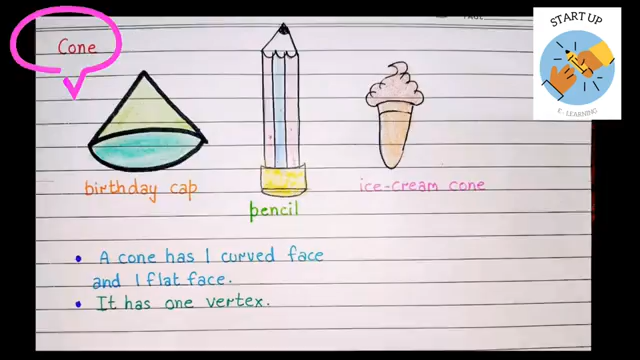 Cone
START UP
E-LEARNING
birthday cap
pencil
ice-cream cone
• A cone has 1 curved face
and 1 flat face.
• It has one vertex.